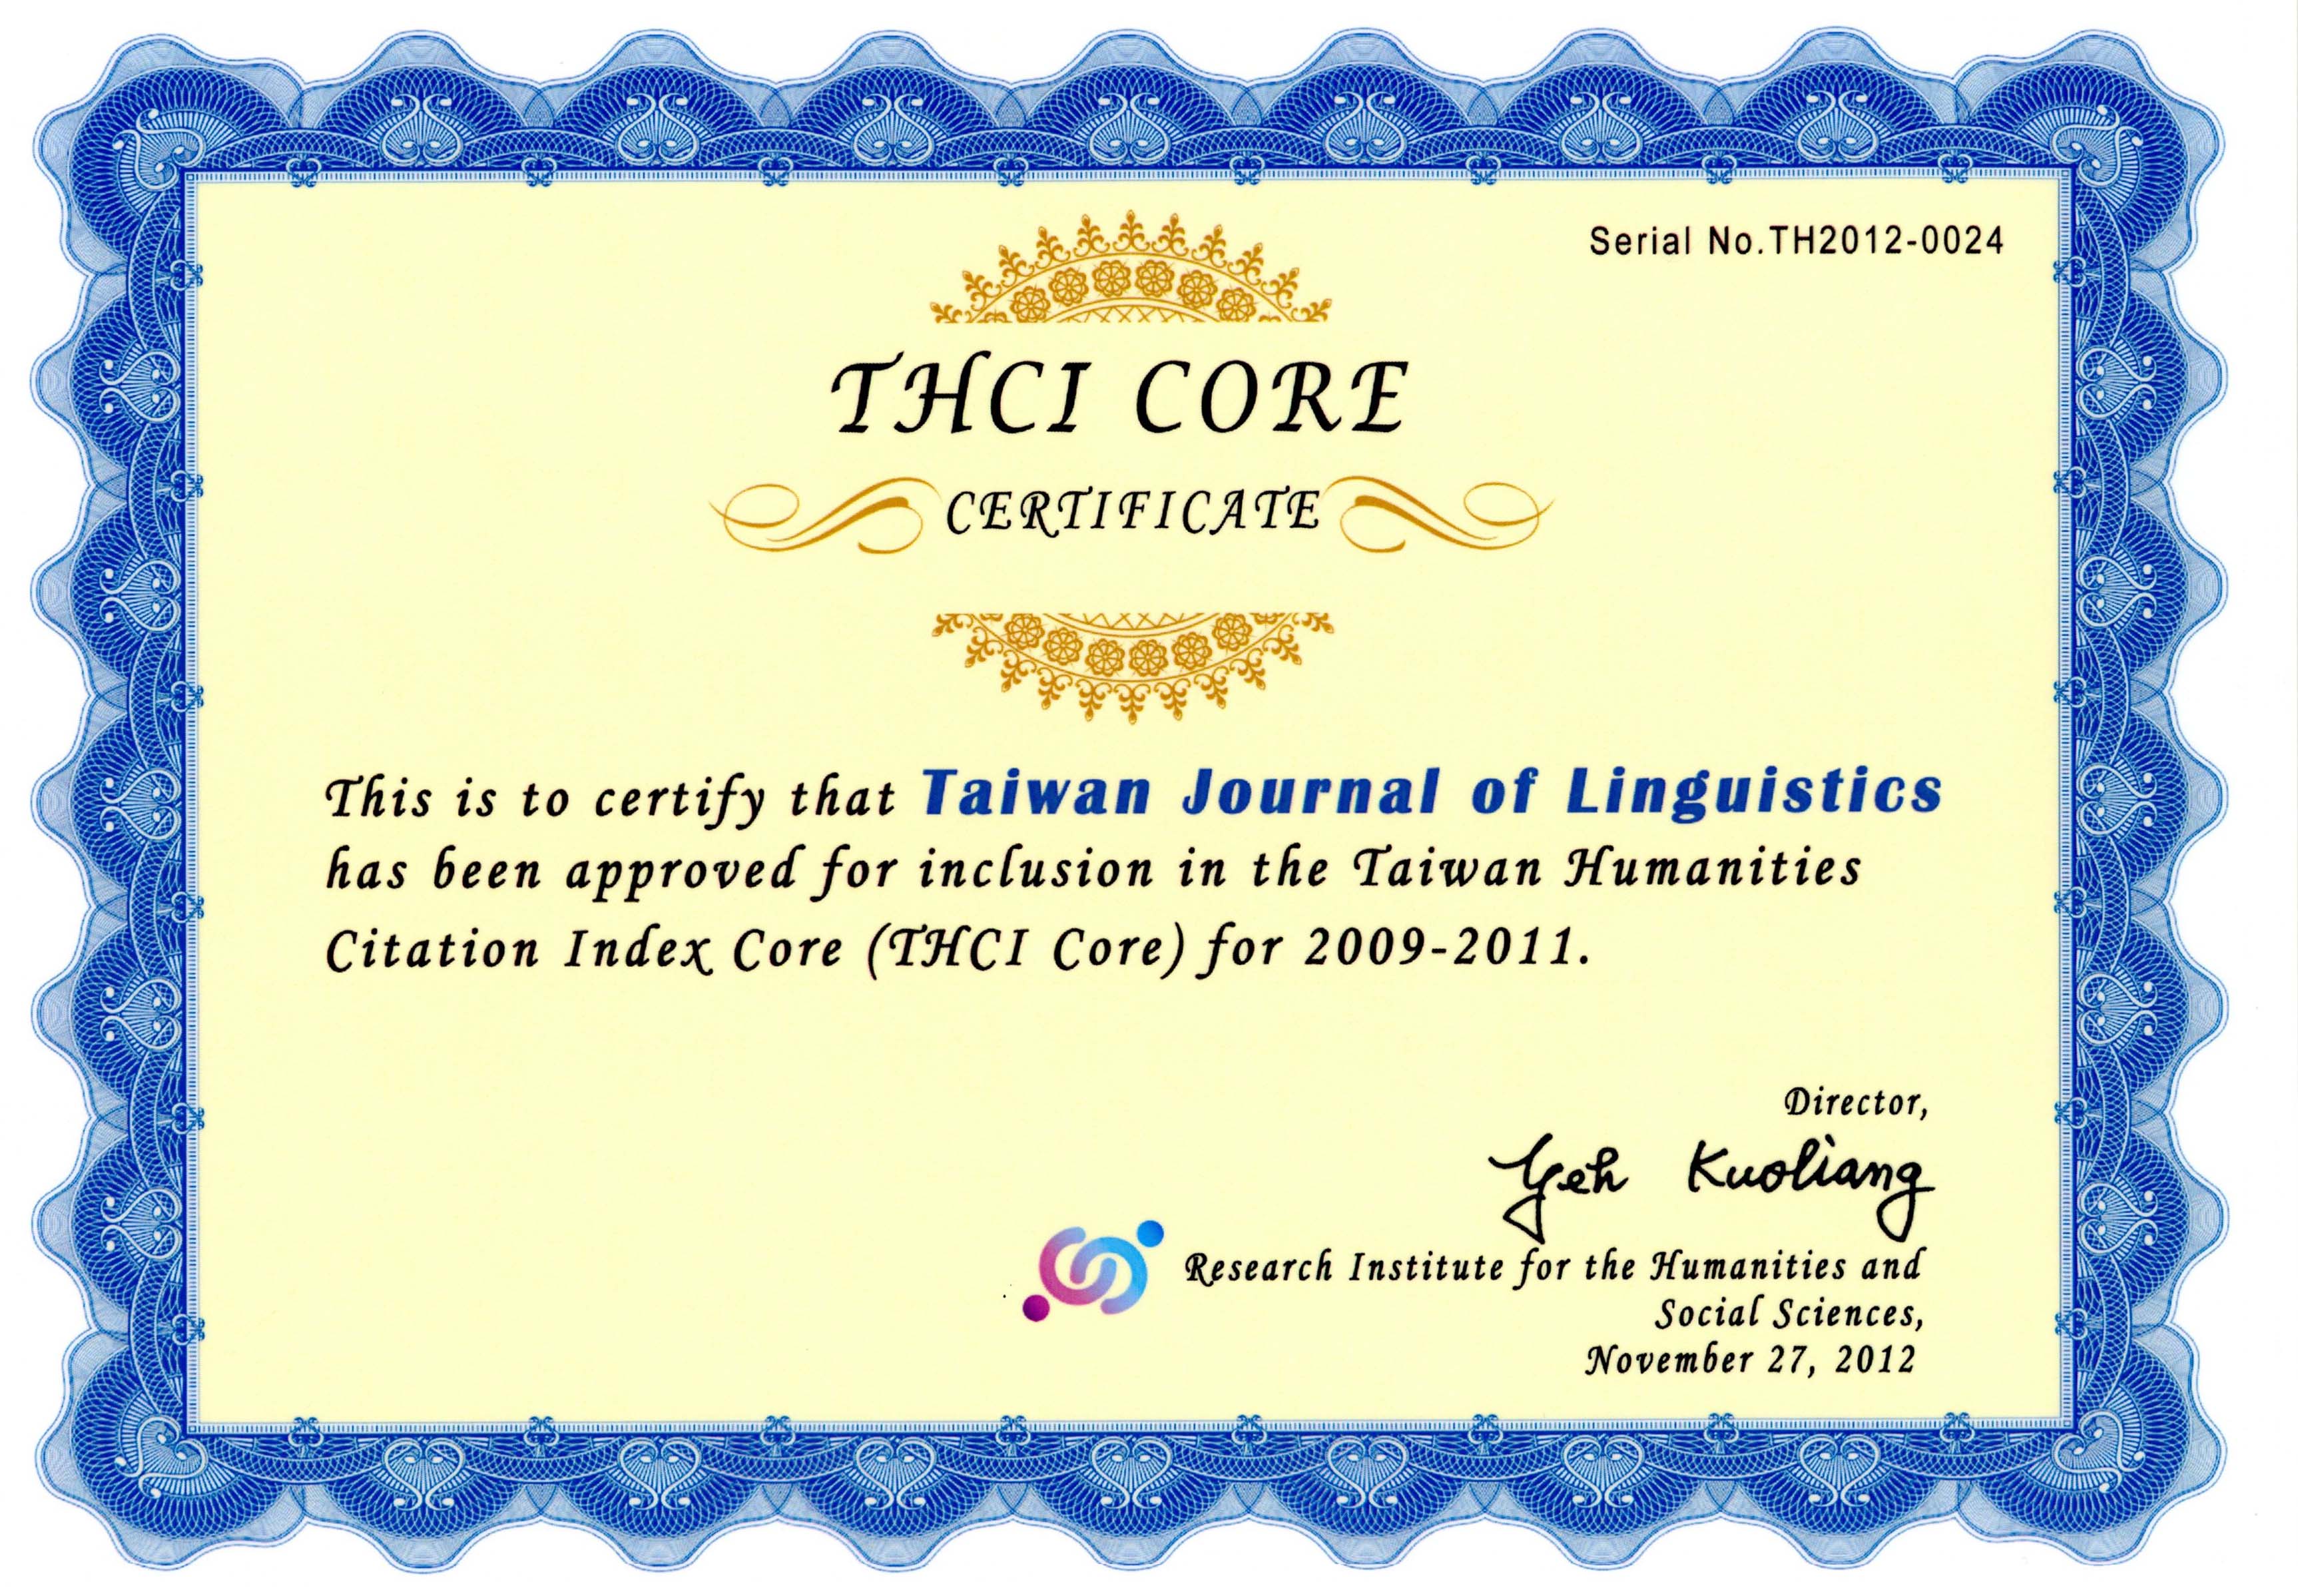 Serial No.TH2012-0024
THCI CORE
CERTIFICATE
This is to certify that Taiwan Journal of Linguistics
has been approved for inclusion in the Taiwan Humanities
Citation Index Core (THCI Core) for 2009-2011.
Director,
Yeh Kuoliang
Research Institute for the Humanities and
Social Sciences,
November 27, 2012